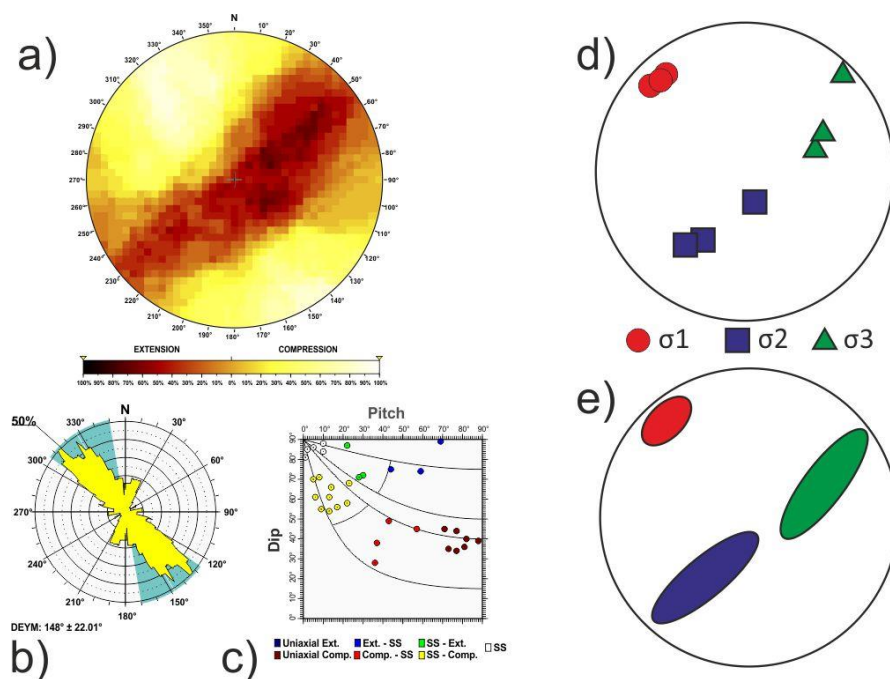 a)
N
350° 10°
340° 20°
330° 30°
320° 40°
310° 50°
300° 60°
290° 70°
280° 80°
270° 90°
260° 100°
250° 110°
240° 120°
230° 130°
220° 140°
210° 150°
200° 160°
190° 180° 170°
EXTENSION COMPRESSION
100% 90% 80% 70% 60% 50% 40% 30% 20% 10% 0% 10% 20% 30% 40% 50% 60% 70% 80% 90% 100%
b)
N
50% 330° 30°
300° 60°
270° 90°
240° 120°
210° 150°
180°
DEYM: 148° ± 22.01°
c)
Pitch
0° 10° 20° 30° 40° 50° 60° 70° 80° 90°
Dip
90°
80°
70°
60°
50°
40°
30°
20°
10°
0°
Uniaxial Ext. Ext. - SS SS - Ext. SS
Uniaxial Comp. Comp. - SS SS - Comp.
d)
σ1 σ2 σ3
e)